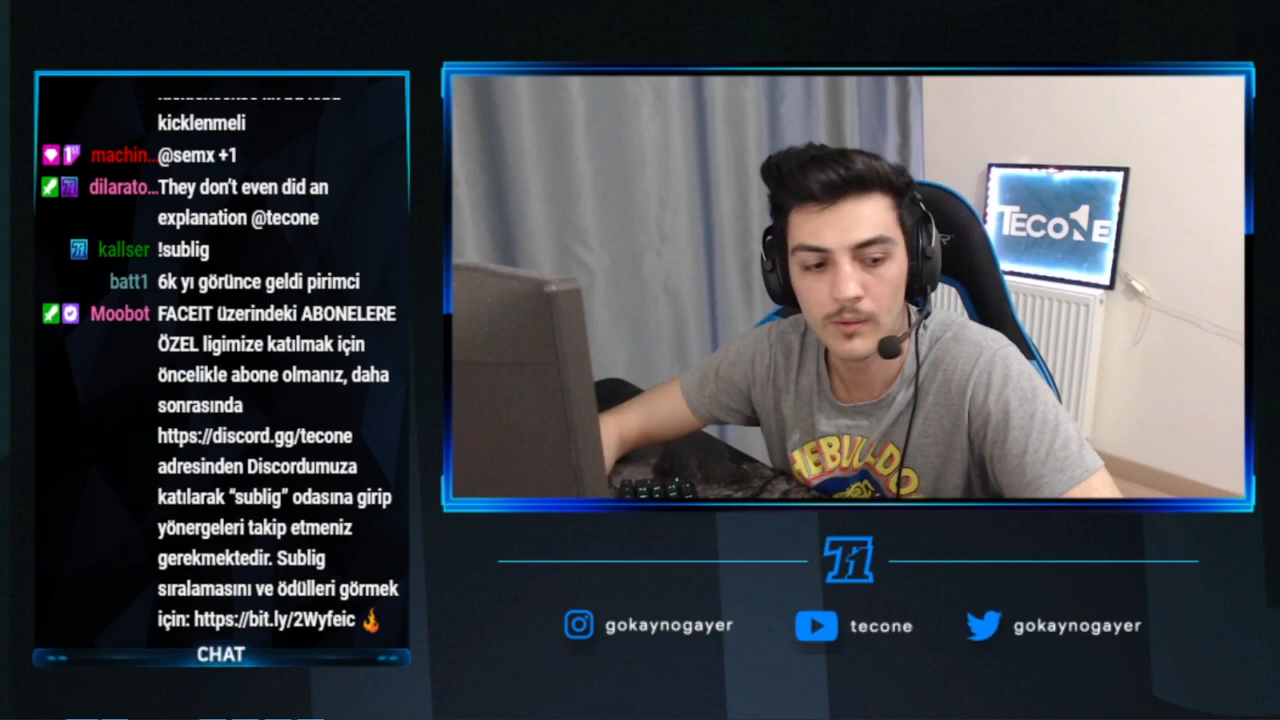 kicklenmeli
machin... @semx +1
dilarato... They don't even did an
explanation @tecone
kallser !sublig
batt1 6k yı görünce geldi pirimci
Moobot FACEIT üzerindeki ABONELERE
ÖZEL ligimize katılmak için
öncelikle abone olmanız, daha
sonrasında
https://discord.gg/tecone
adresinden Discordumuza
katılarak “sublig” odasına girip
yönergeleri takip etmeniz
gerekmektedir. Sublig
sıralamasını ve ödülleri görmek
için: https://bit.ly/2Wyfeic 🔥
CHAT
TECONE
gokaynogayer
tecone
gokaynogayer